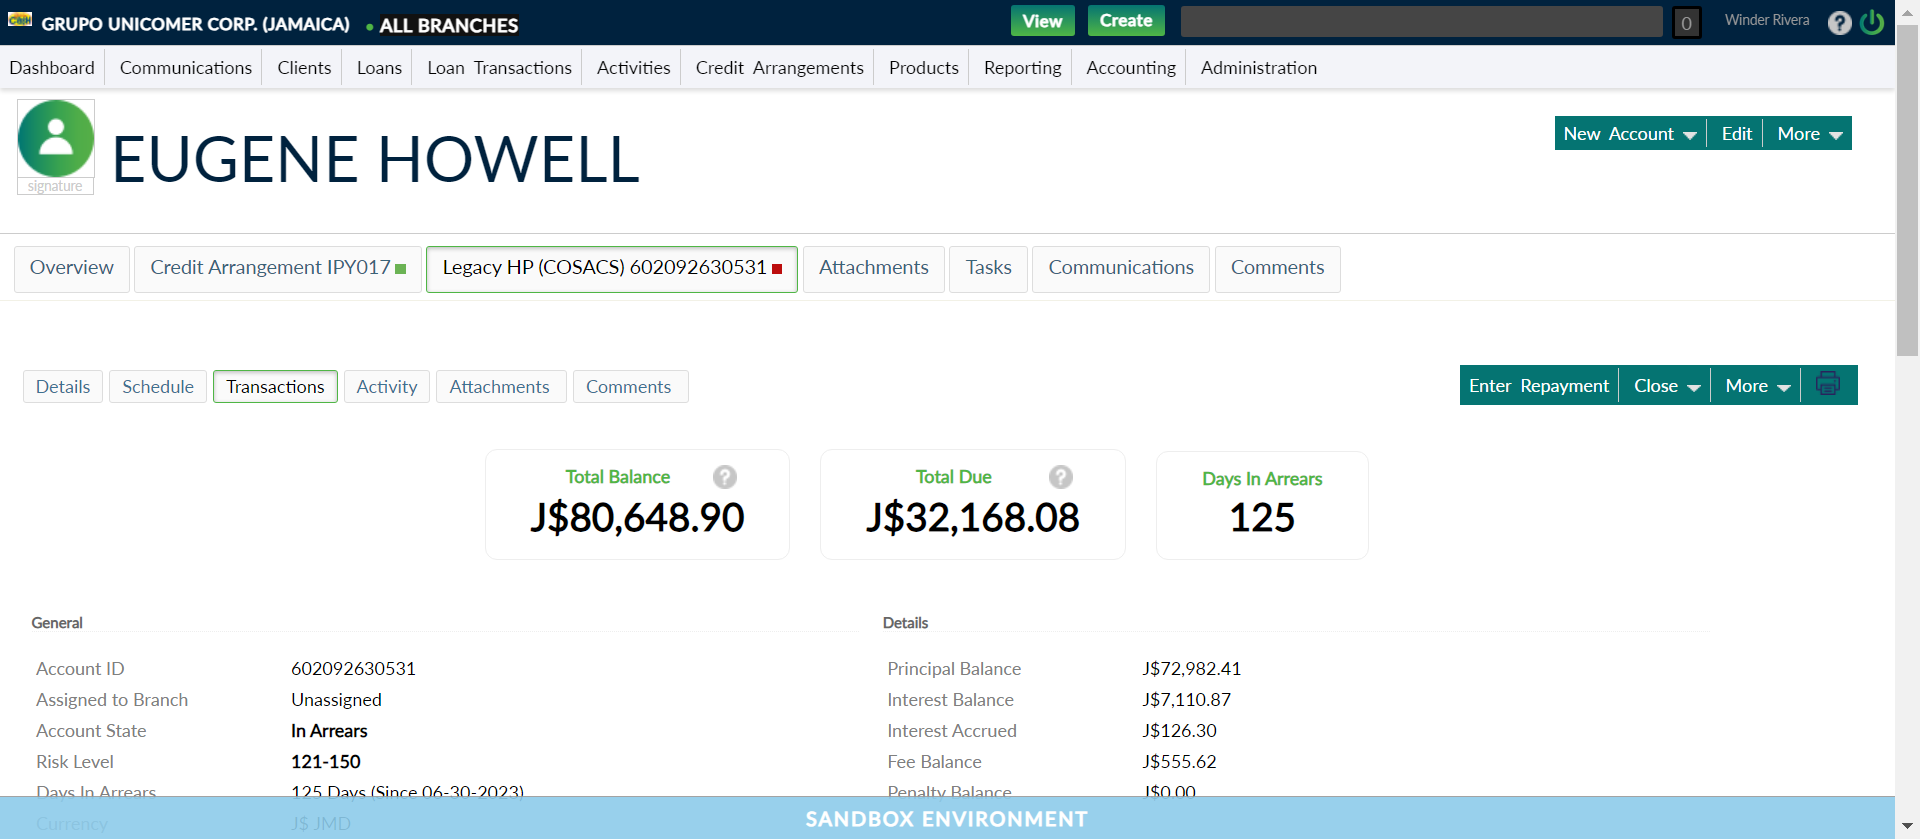 CASH GRUPO UNICOMER CORP. (JAMAICA) • ALL BRANCHES View Create 0 Winder Rivera ?
Dashboard Communications Clients Loans Loan Transactions Activities Credit Arrangements Products Reporting Accounting Administration
EUGENE HOWELL
signature
New Account Edit More
Overview Credit Arrangement IPY017 Legacy HP (COSACS) 602092630531 Attachments Tasks Communications Comments
Details Schedule Transactions Activity Attachments Comments
Enter Repayment Close More
Total Balance ?
J$80,648.90
Total Due ?
J$32,168.08
Days In Arrears
125
General
Account ID 602092630531
Assigned to Branch Unassigned
Account State In Arrears
Risk Level 121-150
Days In Arrears 125 Days (Since 06-30-2023)
Currency J$ JMD
Details
Principal Balance J$72,982.41
Interest Balance J$7,110.87
Interest Accrued J$126.30
Fee Balance J$555.62
Penalty Balance J$0.00
SANDBOX ENVIRONMENT